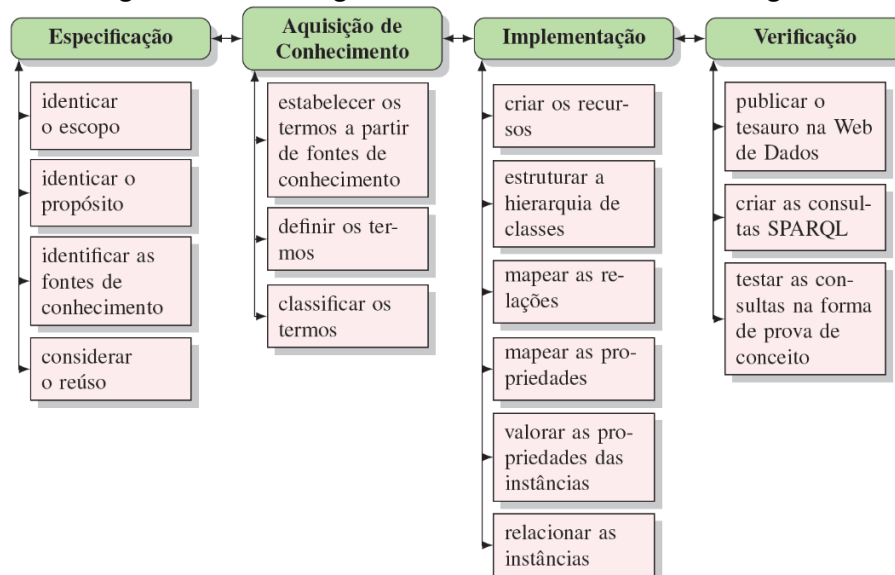 Especificação
identicar
o escopo
identificar o
propósito
identificar as
fontes de
conhecimento
considerar
o reúso
Aquisição de
Conhecimento
estabelecer os
termos a partir
de fontes de
conhecimento
definir os ter-
mos
classificar os
termos
Implementação
criar os recur-
sos
estruturar a
hierarquia de
classes
mapear as re-
lações
mapear as pro-
priedades
valorar as pro-
priedades das
instâncias
relacionar as
instâncias
Verificação
publicar o
tesauro na Web
de Dados
criar as consul-
tas SPARQL
testar as con-
sultas na forma
de prova de
conceito